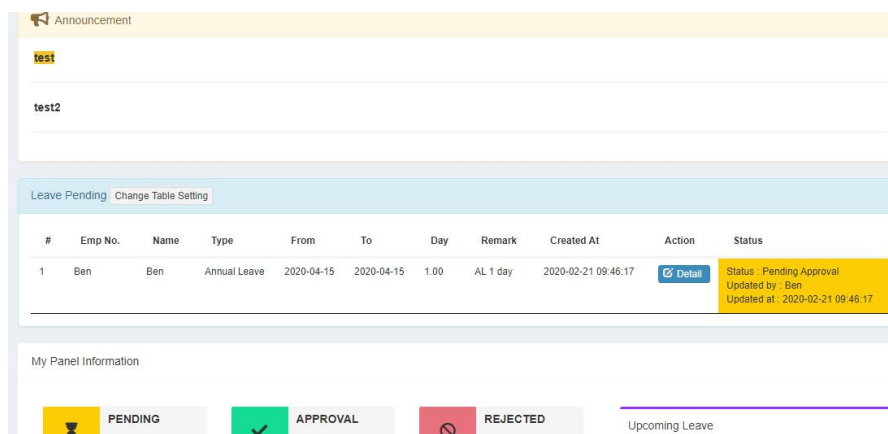 Announcement
test
test2
Leave Pending Change Table Setting
# Emp No. Name Type From To Day Remark Created At Action Status
1 Ben Ben Annual Leave 2020-04-15 2020-04-15 1.00 AL 1 day 2020-02-21 09:46:17 Detail Status : Pending Approval
Updated by : Ben
Updated at : 2020-02-21 09:46:17
My Panel Information
PENDING APPROVAL REJECTED
Upcoming Leave